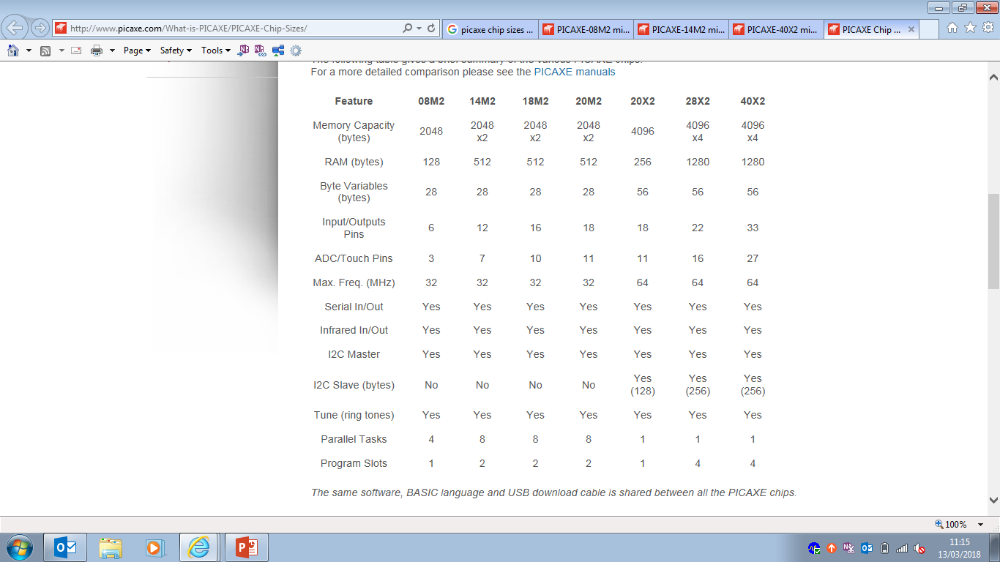 http://www.picaxe.com/What-is-PICAXE/PICAXE-Chip-Sizes/
picaxe chip sizes ...
PICAXE-08M2 mi...
PICAXE-14M2 mi...
PICAXE-40X2 mi...
PICAXE Chip ...
Page Safety Tools
The following table gives a brief summary of the various PICAXE chips.
For a more detailed comparison please see the PICAXE manuals
Feature 08M2 14M2 18M2 20M2 20X2 28X2 40X2
Memory Capacity (bytes) 2048 2048 x2 2048 x2 2048 x2 4096 4096 x4 4096 x4
RAM (bytes) 128 512 512 512 256 1280 1280
Byte Variables (bytes) 28 28 28 28 56 56 56
Input/Outputs Pins 6 12 16 18 18 22 33
ADC/Touch Pins 3 7 10 11 11 16 27
Max. Freq. (MHz) 32 32 32 32 64 64 64
Serial In/Out Yes Yes Yes Yes Yes Yes Yes
Infrared In/Out Yes Yes Yes Yes Yes Yes Yes
I2C Master Yes Yes Yes Yes Yes Yes Yes
I2C Slave (bytes) No No No No Yes (128) Yes (256) Yes (256)
Tune (ring tones) Yes Yes Yes Yes Yes Yes Yes
Parallel Tasks 4 8 8 8 1 1 1
Program Slots 1 2 2 2 1 4 4
The same software, BASIC language and USB download cable is shared between all the PICAXE chips.
100%
11:15
13/03/2018